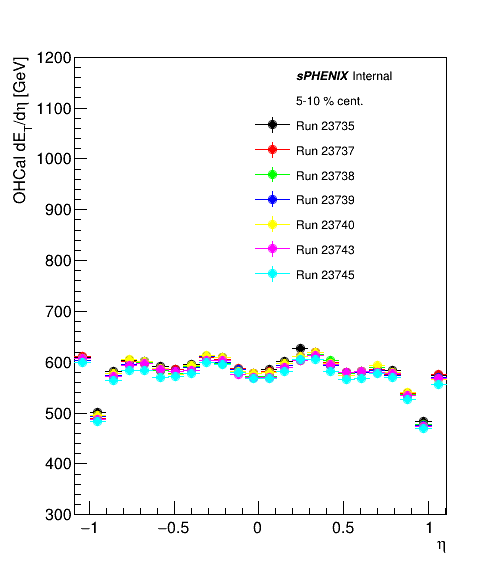 OHCal dE_T/dη [GeV]
1200
1100
1000
900
800
700
600
500
400
300
sPHENIX Internal
5-10 % cent.
Run 23735
Run 23737
Run 23738
Run 23739
Run 23740
Run 23743
Run 23745
−1 −0.5 0 0.5 1
η